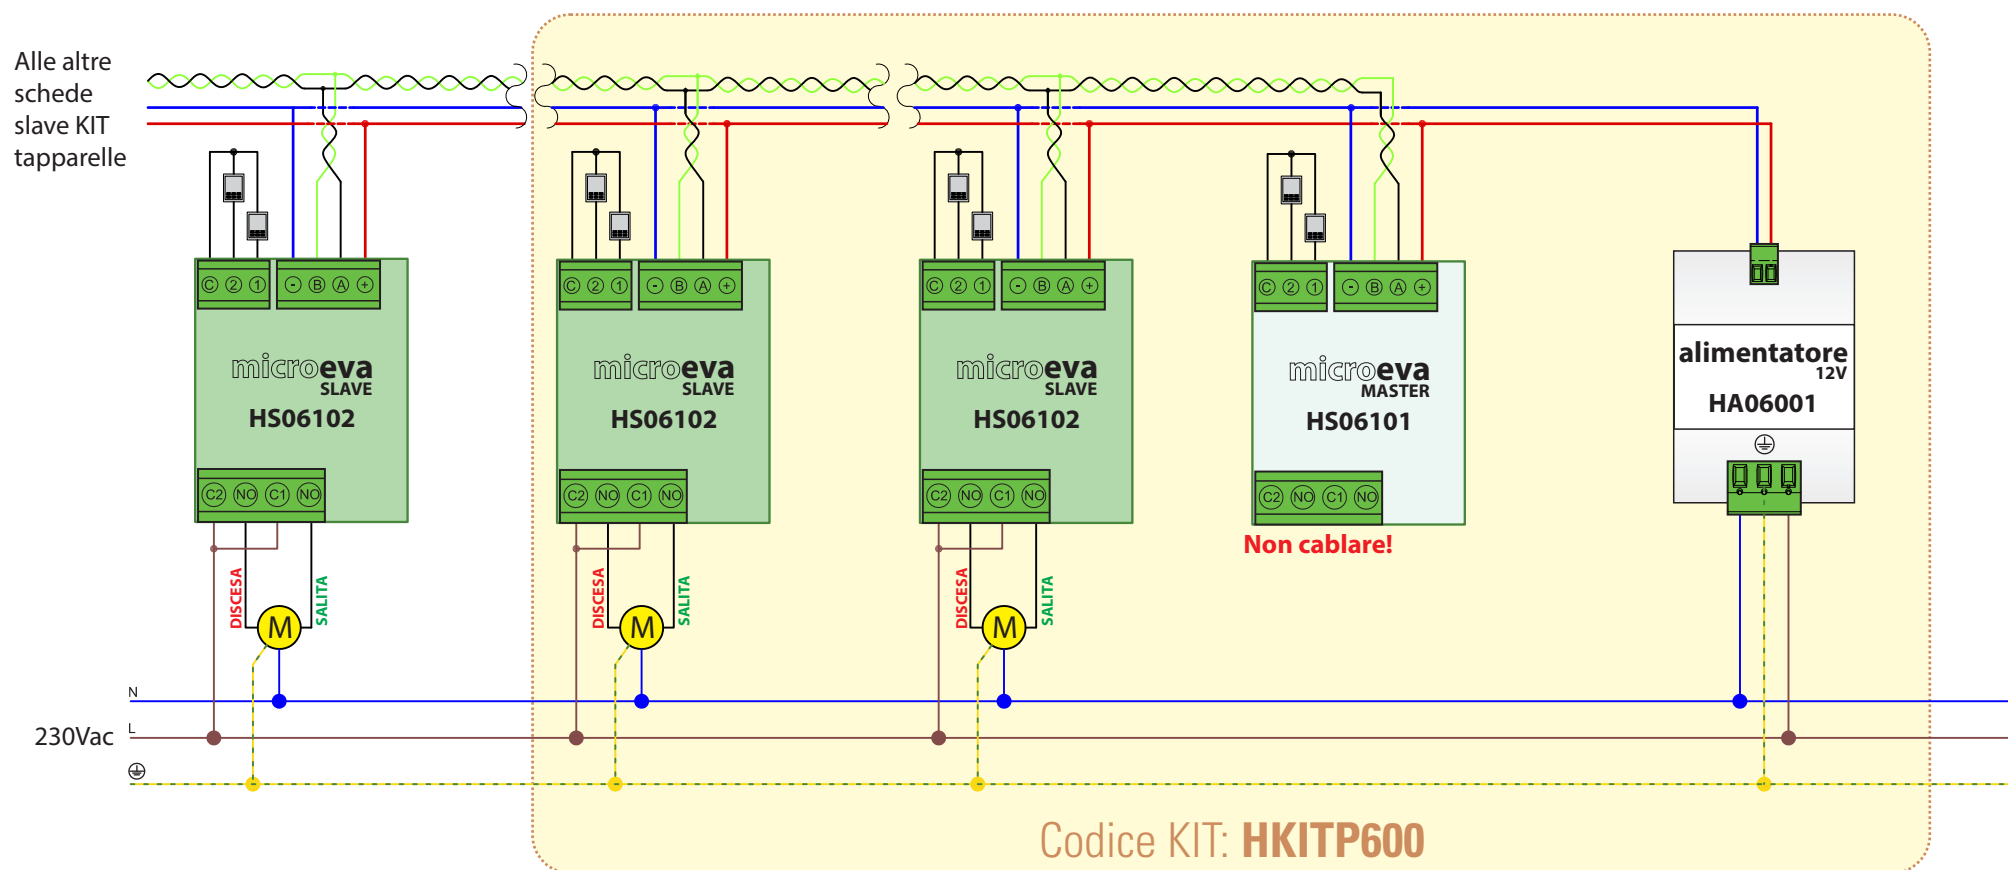 Alle altre
schede
slave KIT
tapparelle
C 2 1 - B A +
microeva
SLAVE
HS06102
C2 NO C1 NO
DISCESA
SALITA
M
C 2 1 - B A +
microeva
SLAVE
HS06102
C2 NO C1 NO
DISCESA
SALITA
M
C 2 1 - B A +
microeva
SLAVE
HS06102
C2 NO C1 NO
DISCESA
SALITA
M
C 2 1 - B A +
microeva
MASTER
HS06101
C2 NO C1 NO
Non cablare!
alimentatore
12V
HA06001
N
L
230Vac
Codice KIT: HKITP600